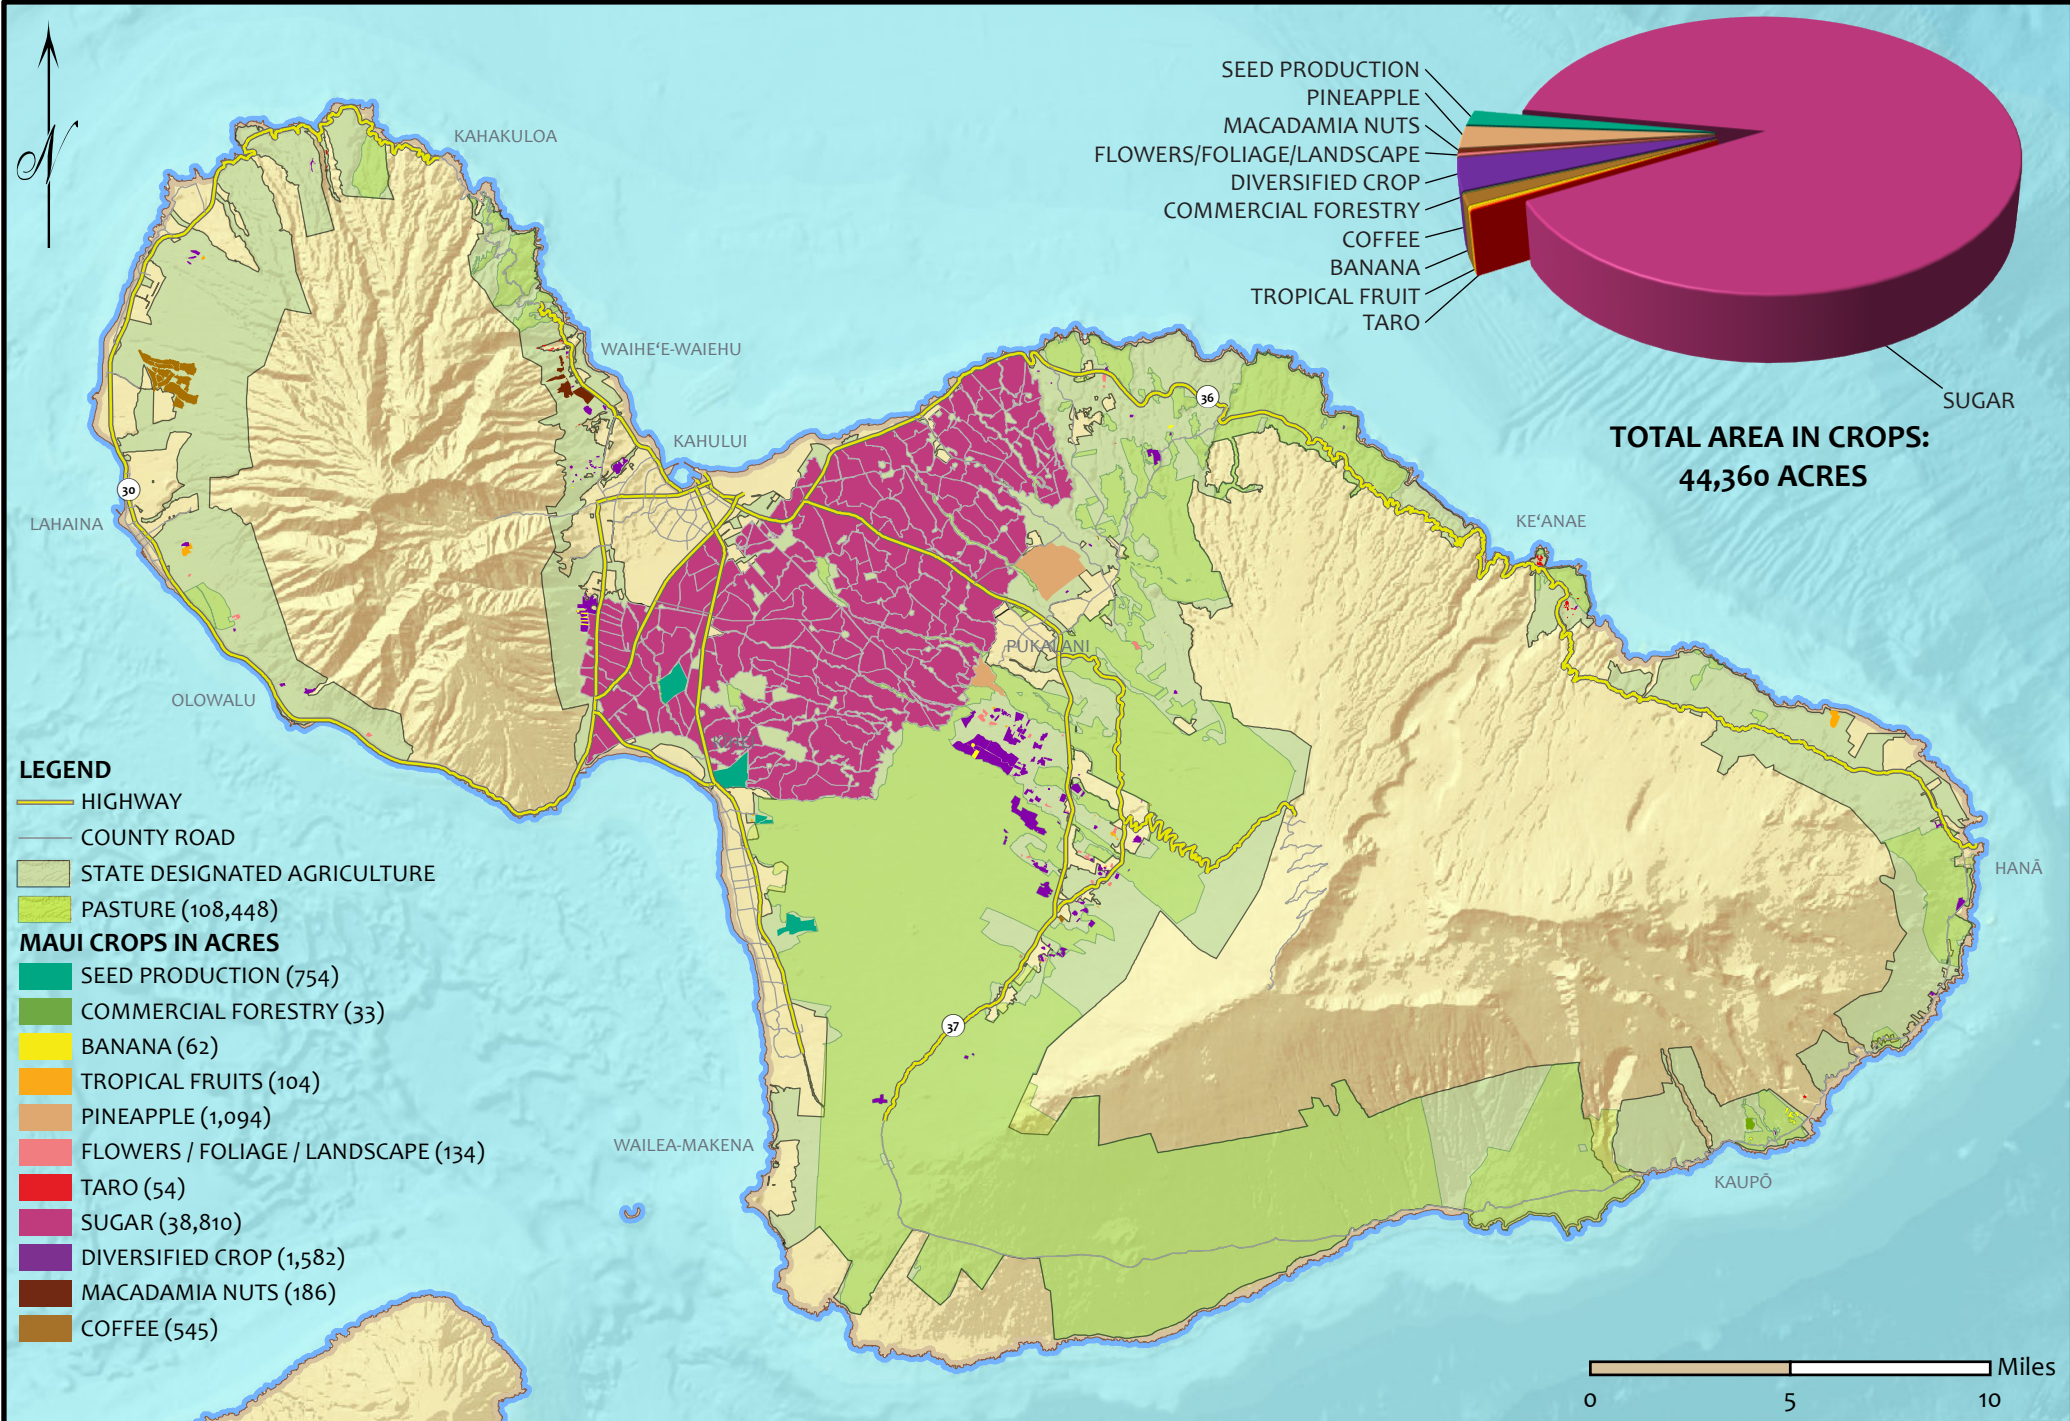 N
SEED PRODUCTION
PINEAPPLE
MACADAMIA NUTS
FLOWERS/FOLIAGE/LANDSCAPE
DIVERSIFIED CROP
COMMERCIAL FORESTRY
COFFEE
BANANA
TROPICAL FRUIT
TARO
SUGAR
TOTAL AREA IN CROPS:
44,360 ACRES
KAHAKULOA
WAIHEʻE-WAIEHU
KAHULUI
36
30
LAHAINA
KEʻANAE
PUKALANI
OLOWALU
HANĀ
37
WAILEA-MAKENA
KAUPŌ
LEGEND
HIGHWAY
COUNTY ROAD
STATE DESIGNATED AGRICULTURE
PASTURE (108,448)
MAUI CROPS IN ACRES
SEED PRODUCTION (754)
COMMERCIAL FORESTRY (33)
BANANA (62)
TROPICAL FRUITS (104)
PINEAPPLE (1,094)
FLOWERS / FOLIAGE / LANDSCAPE (134)
TARO (54)
SUGAR (38,810)
DIVERSIFIED CROP (1,582)
MACADAMIA NUTS (186)
COFFEE (545)
Miles
0 5 10